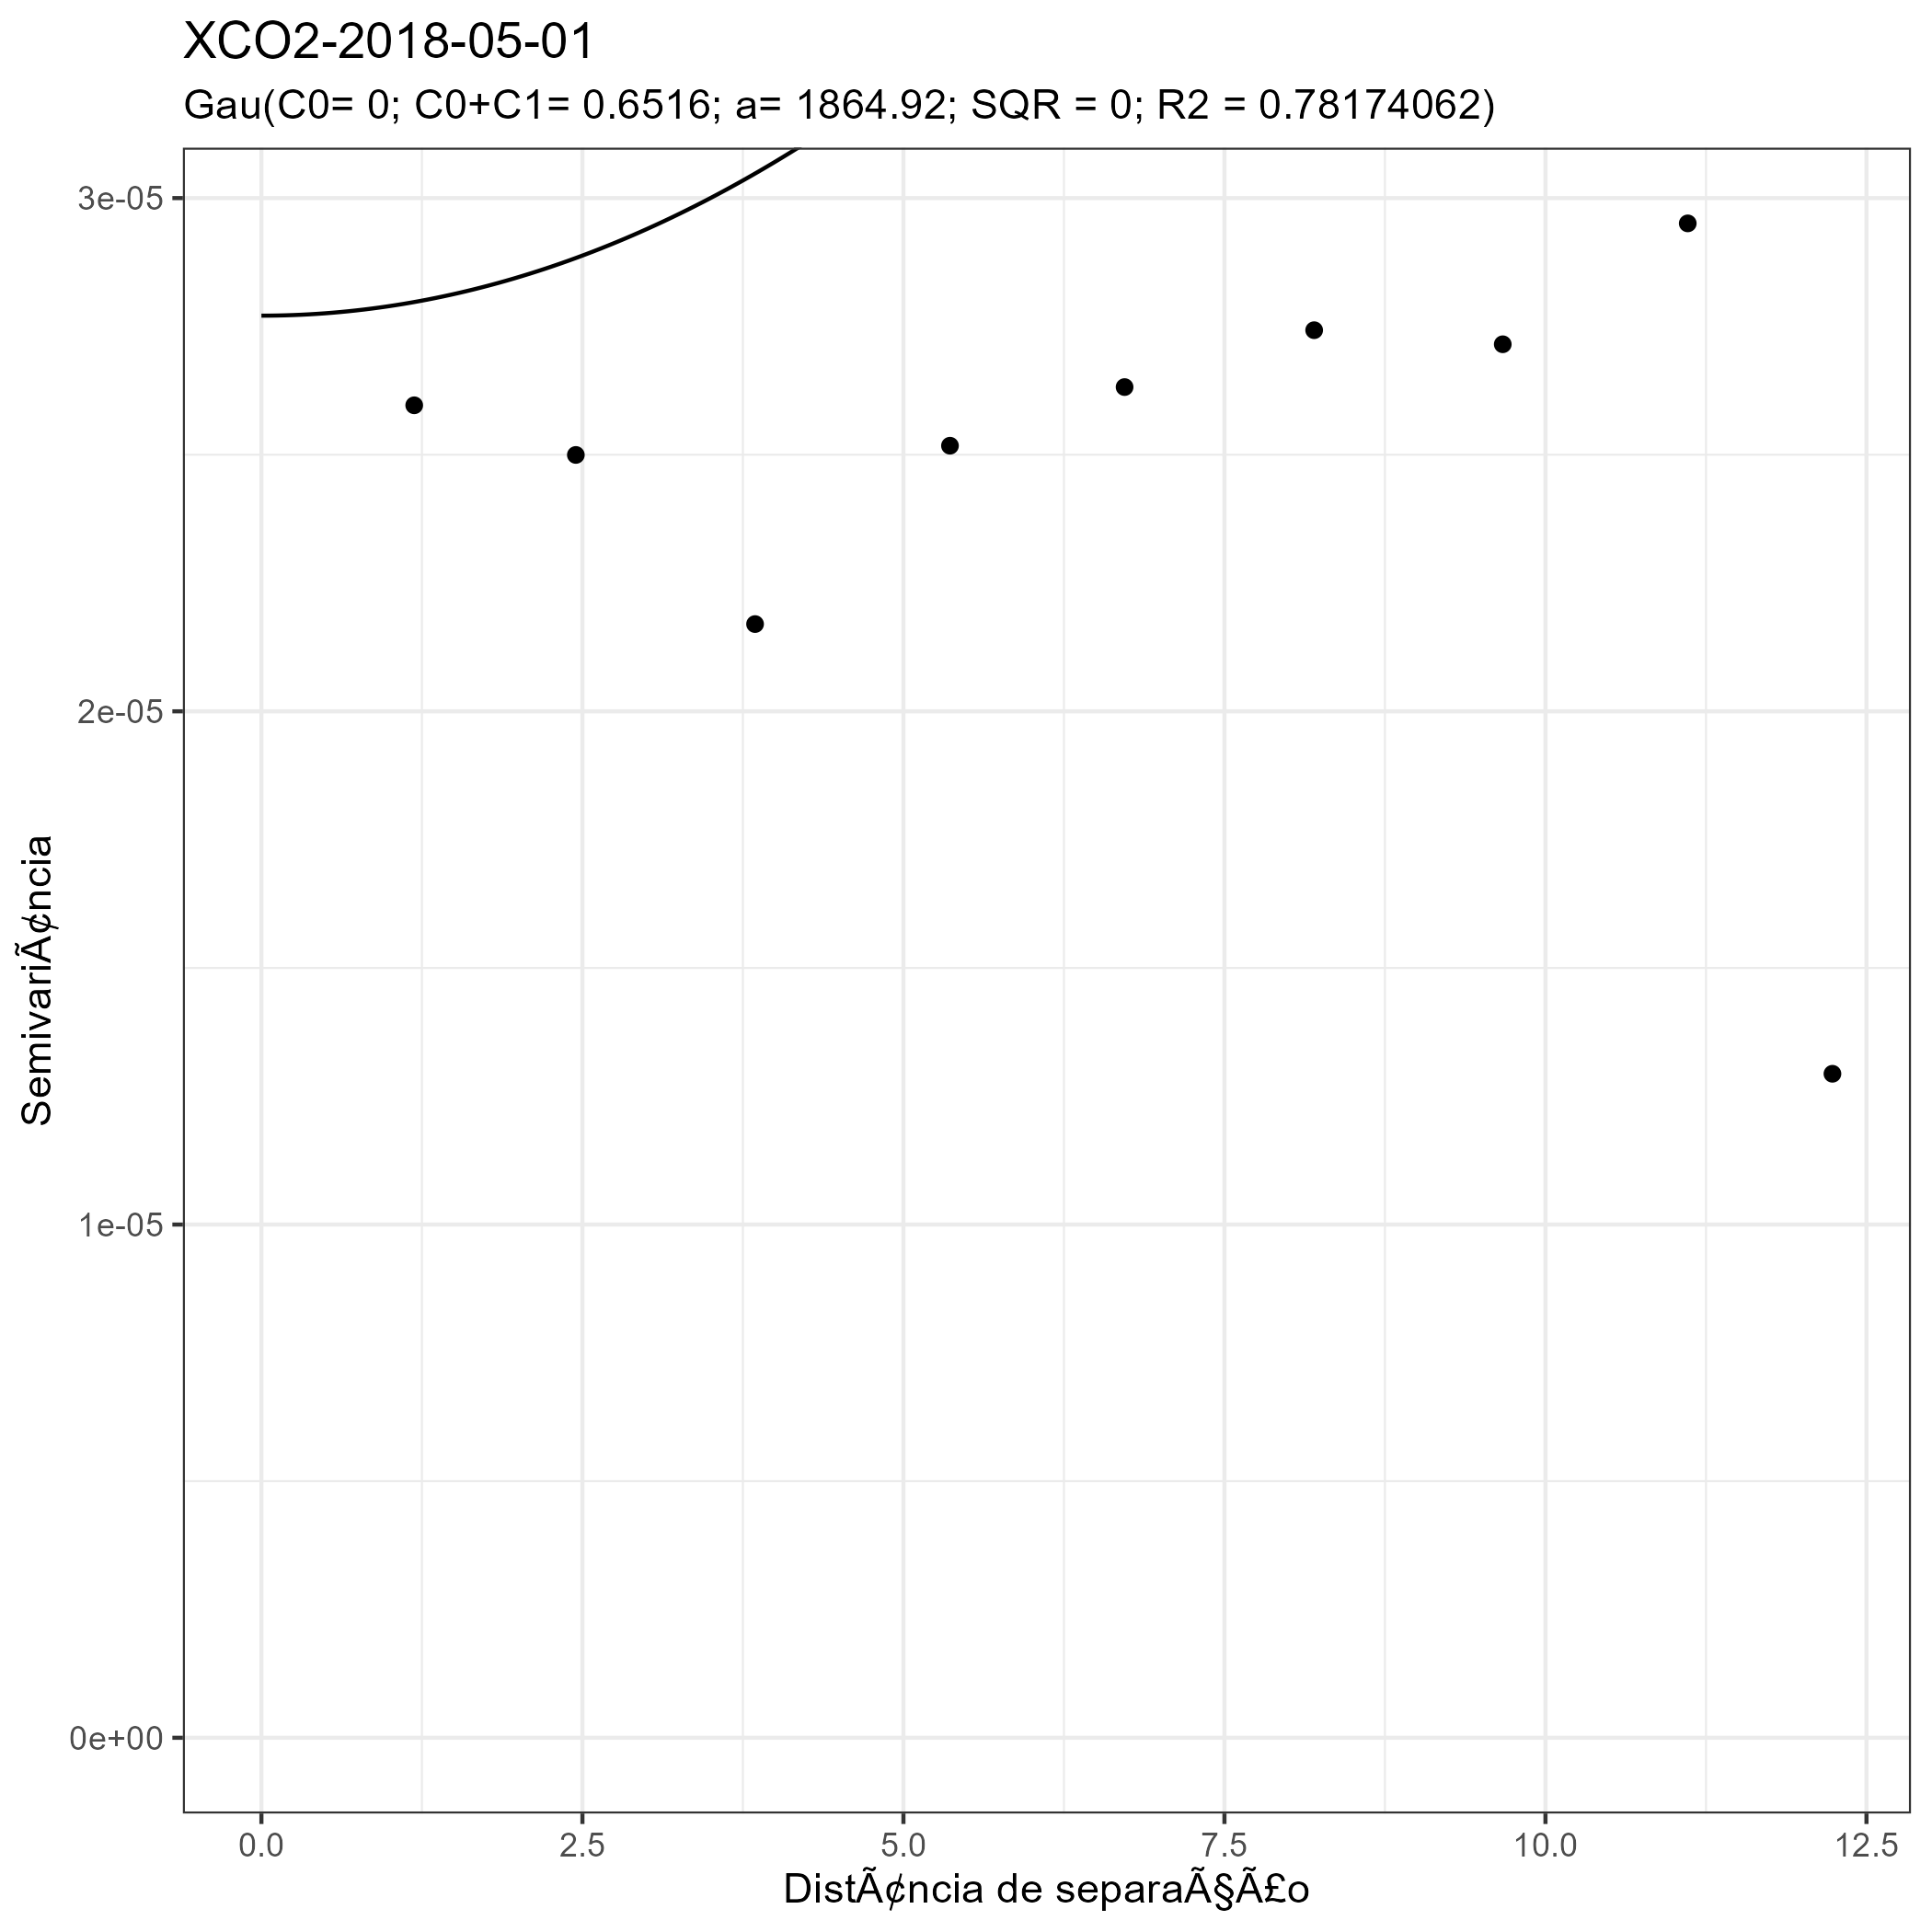 XCO2-2018-05-01
Gau(C0= 0; C0+C1= 0.6516; a= 1864.92; SQR = 0; R2 = 0.78174062)
SemivariÃ¢ncia
3e-05
2e-05
1e-05
0e+00
0.0 2.5 5.0 7.5 10.0 12.5
DistÃ¢ncia de separaÃ§Ã£o